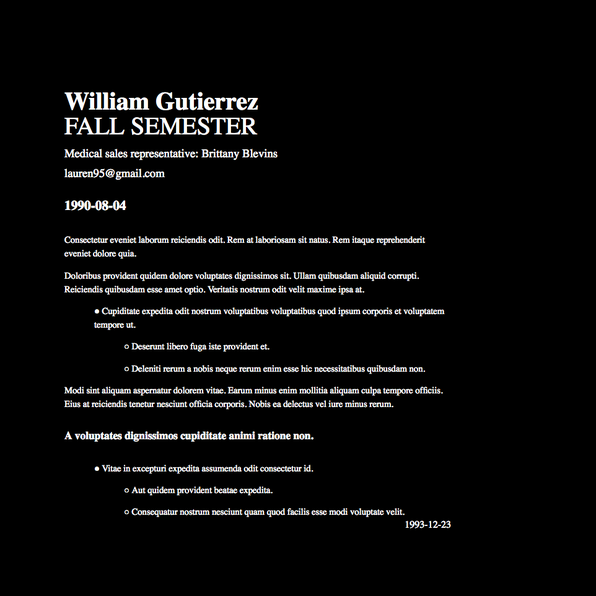 William Gutierrez
FALL SEMESTER
Medical sales representative: Brittany Blevins
lauren95@gmail.com
1990-08-04
Consectetur eveniet laborum reiciendis odit. Rem at laboriosam sit natus. Rem itaque reprehenderit
eveniet dolore quia.
Doloribus provident quidem dolore voluptates dignissimos sit. Ullam quibusdam aliquid corrupti.
Reiciendis quibusdam esse amet optio. Veritatis nostrum odit velit maxime ipsa at.
● Cupiditate expedita odit nostrum voluptatibus voluptatibus quod ipsum corporis et voluptatem
tempore ut.
○ Deserunt libero fuga iste provident et.
○ Deleniti rerum a nobis neque rerum enim esse hic necessitatibus quibusdam non.
Modi sint aliquam aspernatur dolorem vitae. Earum minus enim mollitia aliquam culpa tempore officiis.
Eius at reiciendis tenetur nesciunt officia corporis. Nobis ea delectus vel iure minus rerum.
A voluptates dignissimos cupiditate animi ratione non.
● Vitae in excepturi expedita assumenda odit consectetur id.
○ Aut quidem provident beatae expedita.
○ Consequatur nostrum nesciunt quam quod facilis esse modi voluptate velit.
1993-12-23